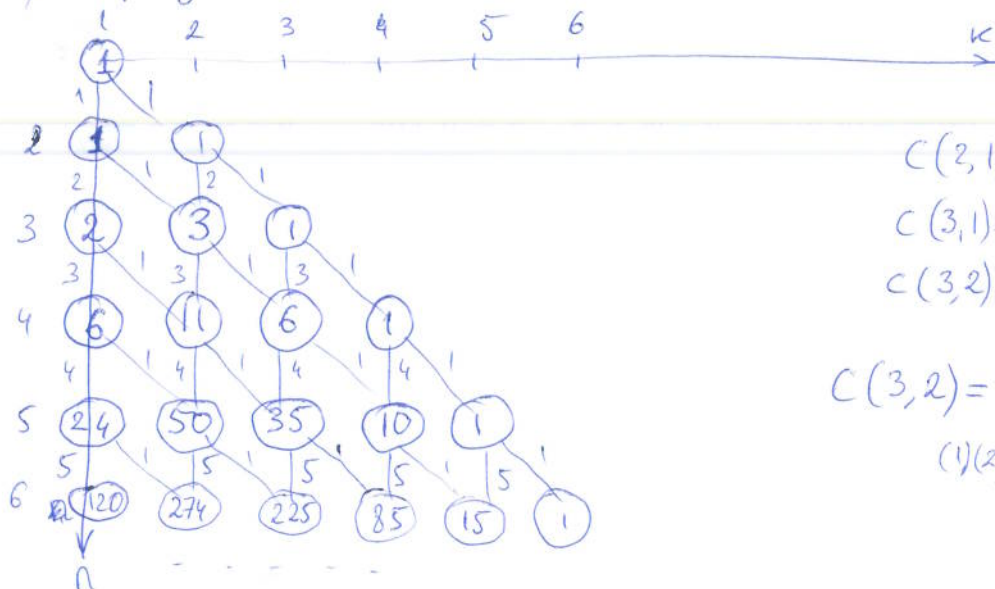 1 2 3 4 5 6 K
1
1 1
2 1 1
2 1 2 1
3 2 3 1
3 1 3 1 3 1
4 6 11 6 1
4 1 4 1 4 1 4 1
5 24 50 35 10 1
5 1 5 1 5 1 5 1 5 1
6 120 274 225 85 15 1
n
C(2,1
C(3,1)
C(3,2)
C(3,2)=
(1)(2